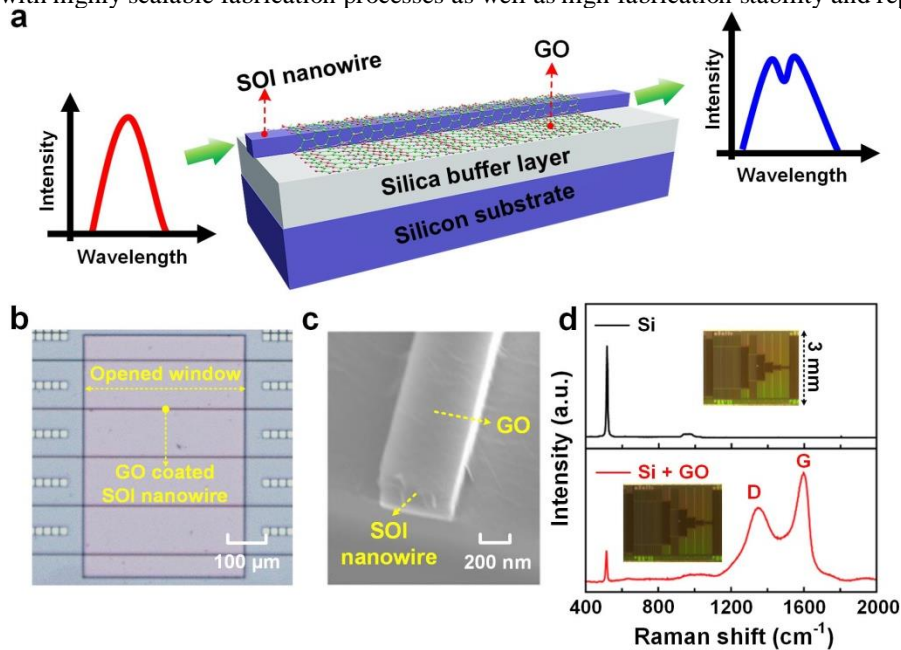 with highly scalable fabrication processes as well as high fabrication stability and
a
SOI nanowire
GO
Intensity
Wavelength
Silica buffer layer
Silicon substrate
Intensity
Wavelength
b
Opened window
GO coated
SOI nanowire
100 µm
c
GO
SOI
nanowire
200 nm
d
Si
3 mm
Intensity (a.u.)
Si + GO
D
G
400 800 1200 1600 2000
Raman shift (cm⁻¹)